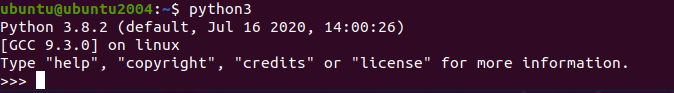 ubuntu@ubuntu2004:~$ python3
Python 3.8.2 (default, Jul 16 2020, 14:00:26)
[GCC 9.3.0] on linux
Type "help", "copyright", "credits" or "license" for more information.
>>>